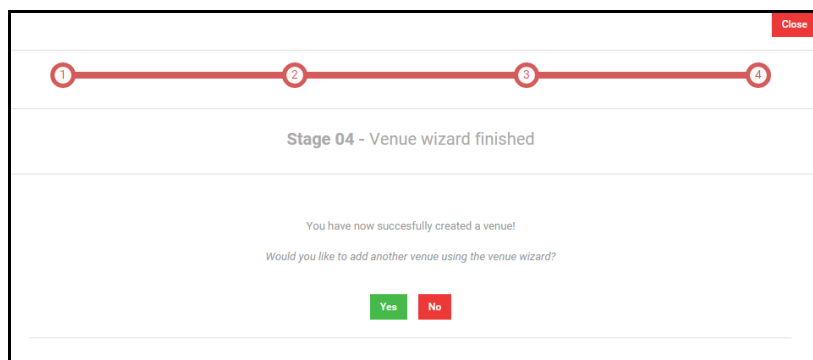 Close
1 2 3 4
Stage 04 - Venue wizard finished
You have now succesfully created a venue!
Would you like to add another venue using the venue wizard?
Yes No